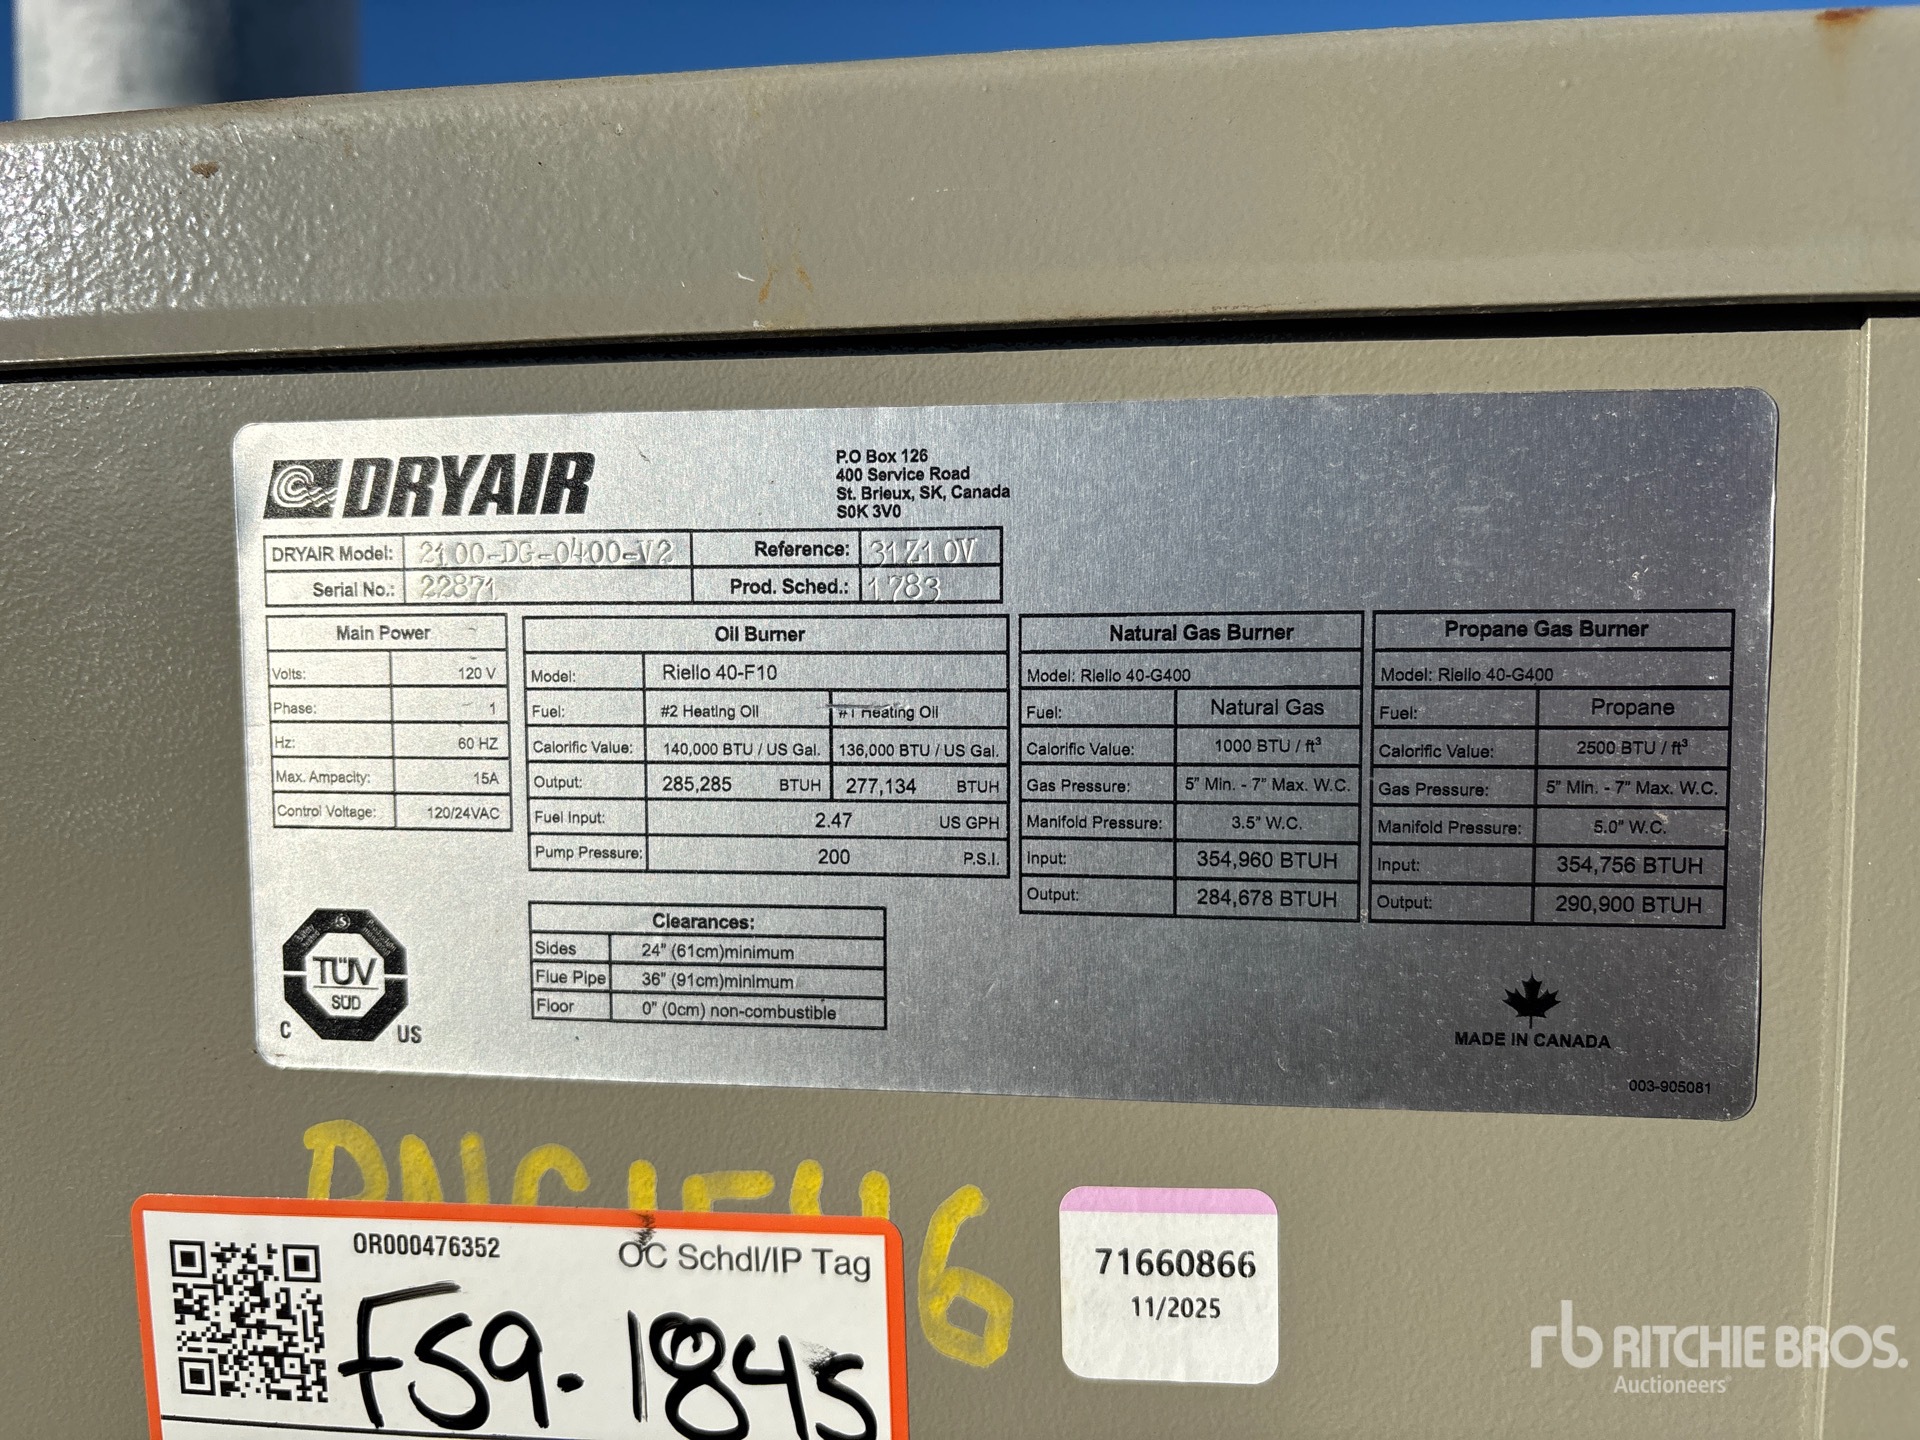 DRYAIR
P.O Box 126
400 Service Road
St. Brieux, SK, Canada
S0K 3V0
DRYAIR Model: 2100-DG-0400-V2 Reference: 31Z10V
Serial No.: 22871 Prod. Sched.: 1783
Main Power
Volts: 120 V
Phase: 1
Hz: 60 HZ
Max. Ampacity: 15A
Control Voltage: 120/24VAC
Oil Burner
Model: Riello 40-F10
Fuel: #2 Heating Oil #1 Heating Oil
Calorific Value: 140,000 BTU / US Gal. 136,000 BTU / US Gal.
Output: 285,285 BTUH 277,134 BTUH
Fuel Input: 2.47 US GPH
Pump Pressure: 200 P.S.I.
Natural Gas Burner
Model: Riello 40-G400
Fuel: Natural Gas
Calorific Value: 1000 BTU / ft³
Gas Pressure: 5" Min. - 7" Max. W.C.
Manifold Pressure: 3.5" W.C.
Input: 354,960 BTUH
Output: 284,678 BTUH
Propane Gas Burner
Model: Riello 40-G400
Fuel: Propane
Calorific Value: 2500 BTU / ft³
Gas Pressure: 5" Min. - 7" Max. W.C.
Manifold Pressure: 5.0" W.C.
Input: 354,756 BTUH
Output: 290,900 BTUH
Clearances:
Sides 24" (61cm)minimum
Flue Pipe 36" (91cm)minimum
Floor 0" (0cm) non-combustible
TÜV
SÜD
C US
MADE IN CANADA
003-905081
OR000476352 OC Schdl/IP Tag
FS9-1845
71660866
11/2025
rb RITCHIE BROS.
Auctioneers